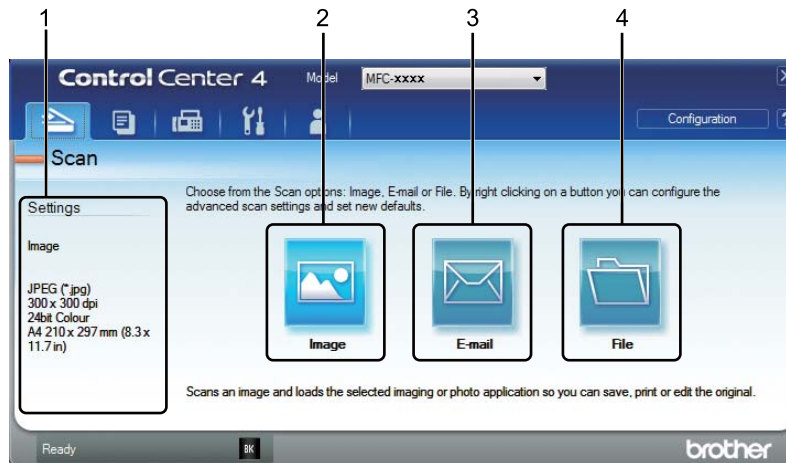 1 2 3 4
Control Center 4 Model MFC-xxxx
Configuration ?
Scan
Choose from the Scan options: Image, E-mail or File. By right clicking on a button you can configure the
advanced scan settings and set new defaults.
Settings
Image
JPEG (*.jpg)
300 x 300 dpi
24bit Colour
A4 210 x 297 mm (8.3 x
11.7 in)
Image E-mail File
Scans an image and loads the selected imaging or photo application so you can save, print or edit the original.
Ready BK brother